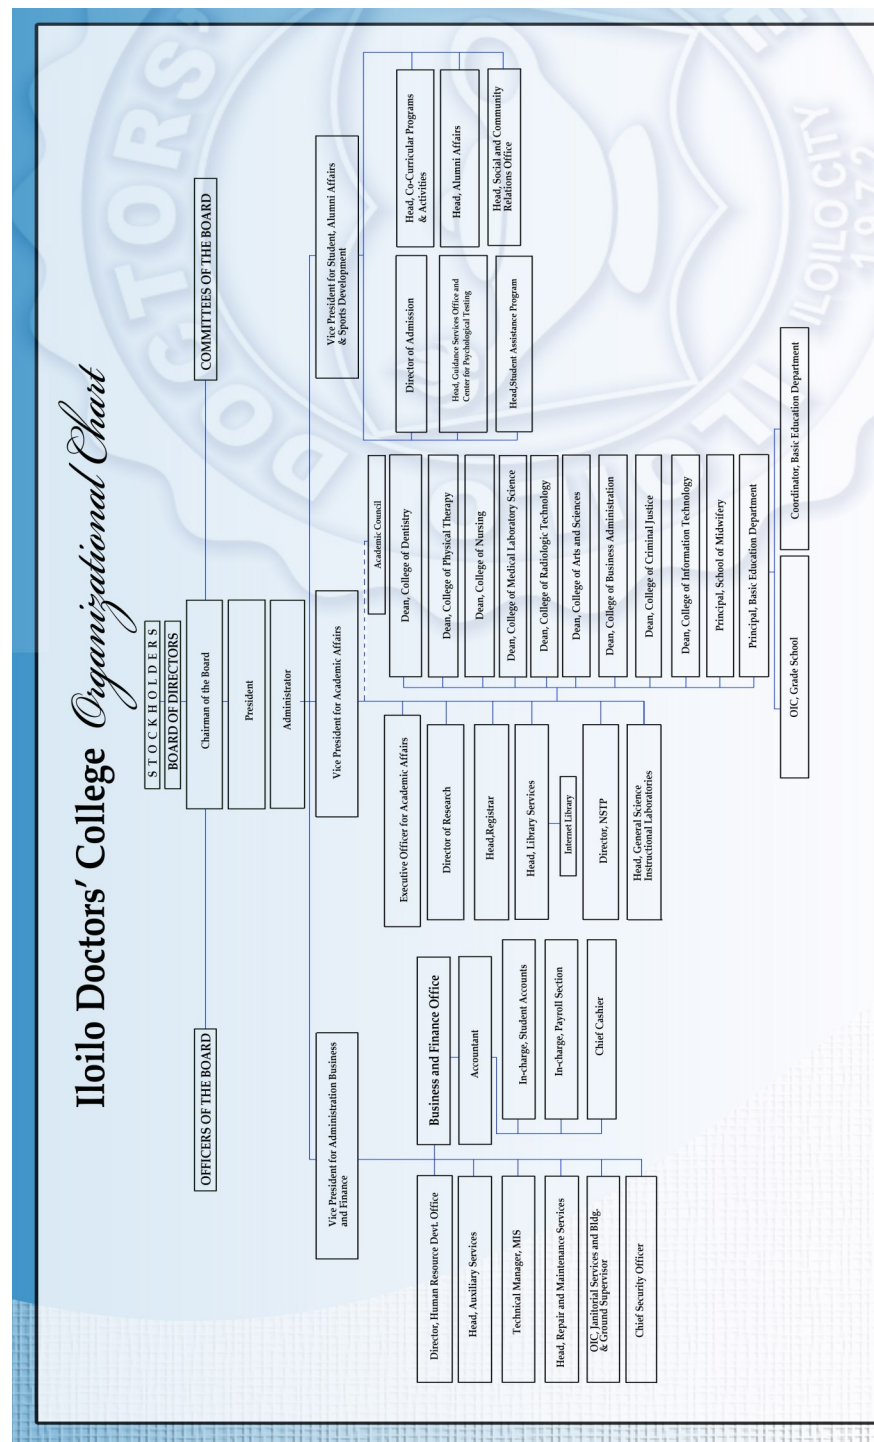 Iloilo Doctors' College Organizational Chart
STOCKHOLDERS
BOARD OF DIRECTORS
OFFICERS OF THE BOARD
Chairman of the Board
COMMITTEES OF THE BOARD
President
Administrator
Vice President for Administration Business
and Finance
Vice President for Academic Affairs
Vice President for Student, Alumni Affairs
& Sports Development
Business and Finance Office
Accountant
In-charge, Student Accounts
In-charge, Payroll Section
Chief Cashier
Director, Human Resource Devt. Office
Head, Auxiliary Services
Technical Manager, MIS
Head, Repair and Maintenance Services
OIC, Janitorial Services and Bldg.
& Ground Supervisor
Chief Security Officer
Academic Council
Executive Officer for Academic Affairs
Director of Research
Head,Registrar
Head, Library Services
Internet Library
Director, NSTP
Head, General Science
Instructional Laboratories
Dean, College of Dentistry
Dean, College of Physical Therapy
Dean, College of Nursing
Dean, College of Medical Laboratory Science
Dean, College of Radiologic Technology
Dean, College of Arts and Sciences
Dean, College of Business Administration
Dean, College of Criminal Justice
Dean, College of Information Technology
Principal, School of Midwifery
Principal, Basic Education Department
OIC, Grade School
Coordinator, Basic Education Department
Director of Admission
Head, Guidance Services Office and
Center for Psychological Testing
Head,Student Assistance Program
Head, Co-Curricular Programs
& Activities
Head, Alumni Affairs
Head, Social and Community
Relations Office
DOCTORS'
ILOILO CITY
1972